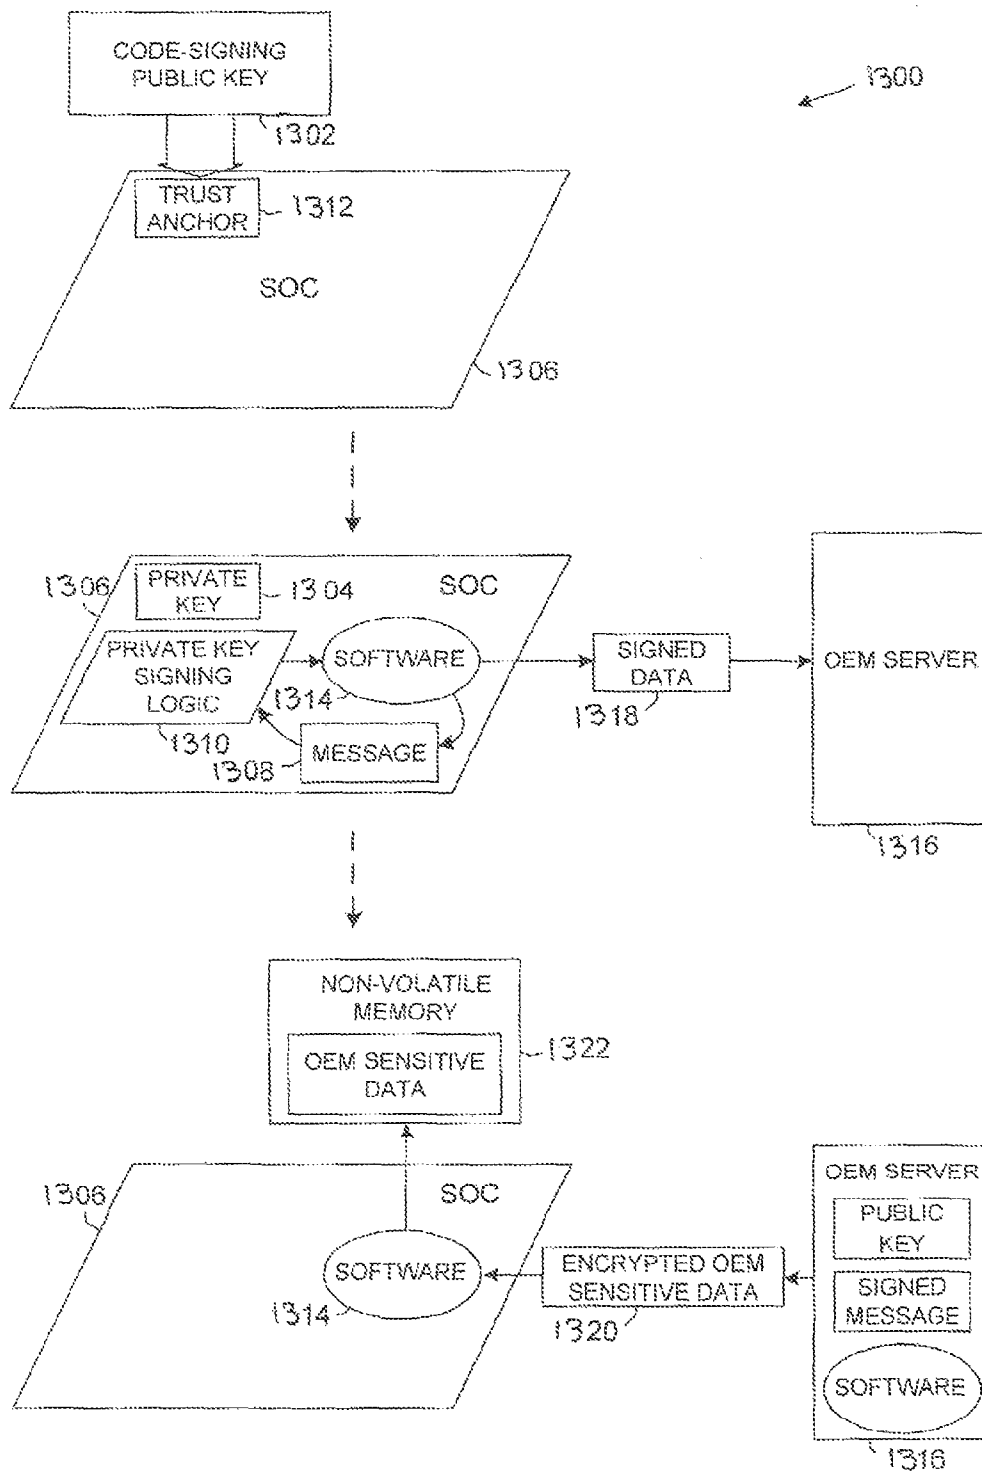 CODE-SIGNING
PUBLIC KEY
1300
1302
TRUST
ANCHOR
1312
SOC
1306
1306
PRIVATE
KEY
1304
SOC
PRIVATE KEY
SIGNING
LOGIC
SOFTWARE
1314
SIGNED
DATA
1318
OEM SERVER
1310
1308
MESSAGE
1316
NON-VOLATILE
MEMORY
OEM SENSITIVE
DATA
1322
1306
SOC
OEM SERVER
PUBLIC
KEY
SOFTWARE
1314
ENCRYPTED OEM
SENSITIVE DATA
1320
SIGNED
MESSAGE
SOFTWARE
1316